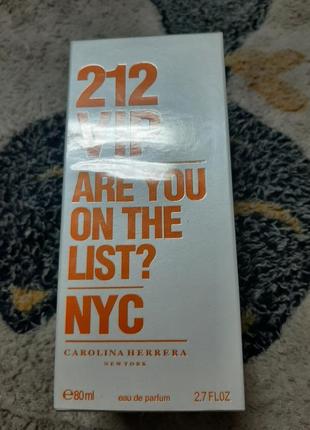 212
VIP
ARE YOU
ON THE
LIST?
NYC
CAROLINA HERRERA
NEW YORK
℮80ml eau de parfum 2.7 FL.OZ